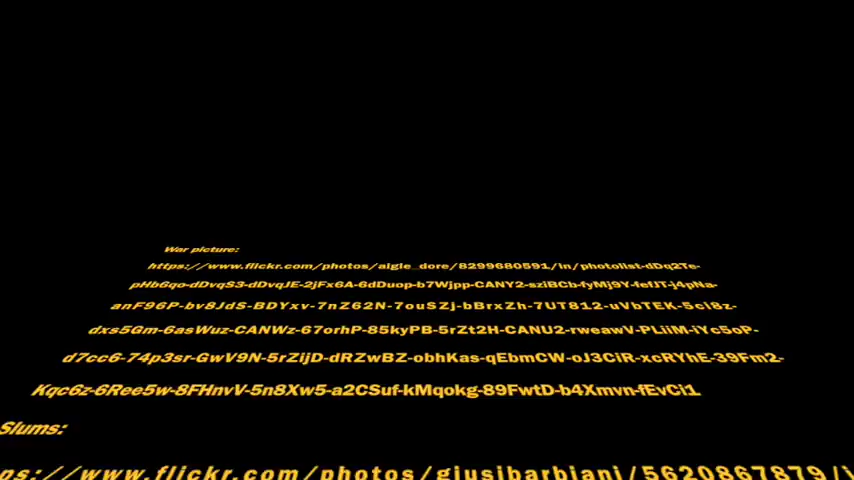 War picture:
https://www.flickr.com/photos/aigle_dore/8299680591/in/photolist-dDq2Te-
pHb6qo-dDvqS3-dDvqJE-2jFx6A-6dDuop-b7Wjpp-CANY2-sziBCb-fyMj9Y-fefJT-j4pNa-
anF96P-bv8JdS-BDYxv-7nZ62N-7ouSZj-bBrxZh-7UT812-uVbTEK-5ci8z-
dxs5Gm-6asWuz-CANWz-67orhP-85kyPB-5rZt2H-CANU2-rweawV-PLiiM-iYc5oP-
d7cc6-74p3sr-GwV9N-5rZijD-dRZwBZ-obhKas-qEbmCW-oJ3CiR-xcRYhE-39Fm2-
Kqc6z-6Ree5w-8FHnvV-5n8Xw5-a2CSuf-kMqokg-89FwtD-b4Xmvn-fEvCi1
Slums:
ps://www.flickr.com/photos/giusibarbiani/5620867879/i